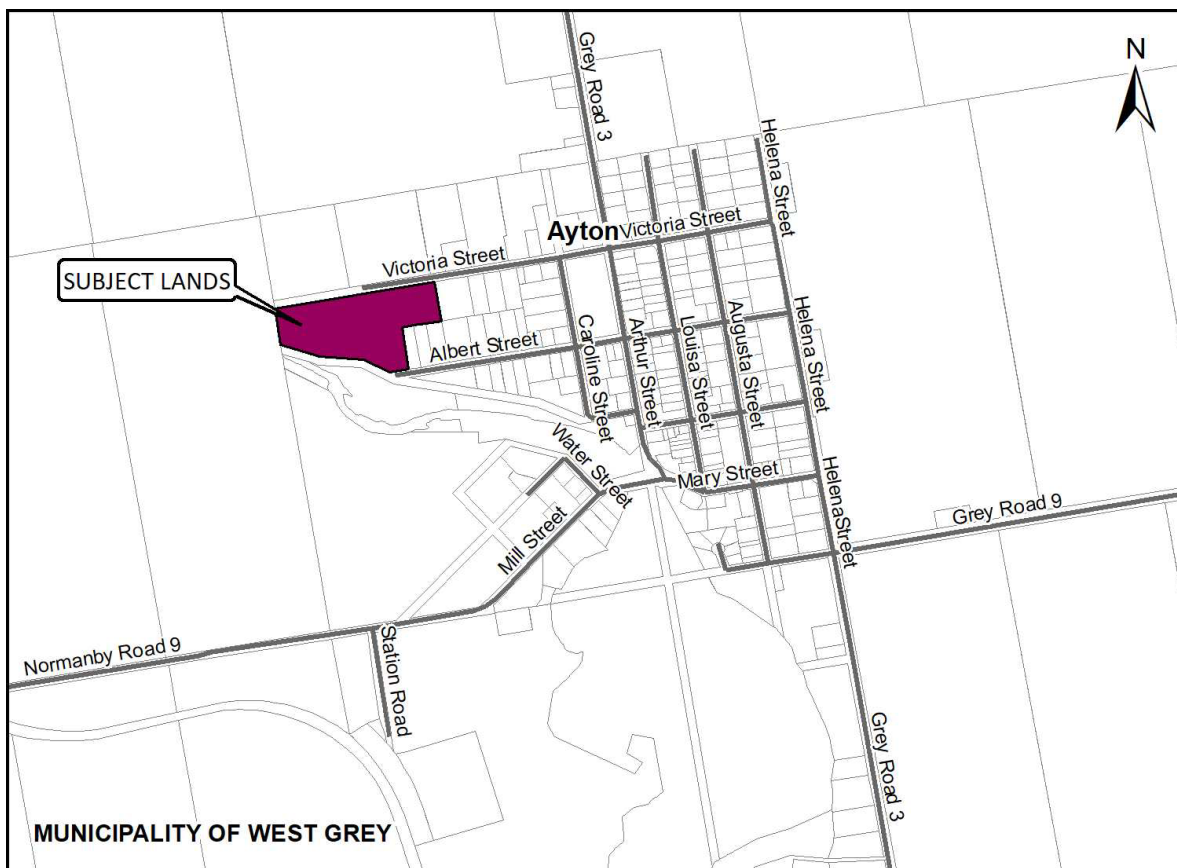 Grey Road 3
N
Helena Street
Ayton
Victoria Street
Victoria Street
SUBJECT LANDS
Helena Street
Albert Street
Caroline Street
Arthur Street
Louisa Street
Augusta Street
Water Street
Mary Street
HelenaStreet
Grey Road 9
Mill Street
Normanby Road 9
Station Road
Grey Road 3
MUNICIPALITY OF WEST GREY